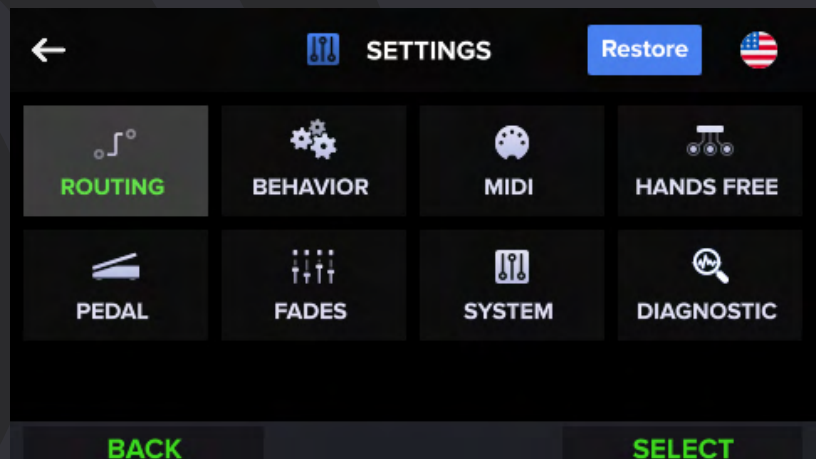 SETTINGS Restore
ROUTING BEHAVIOR MIDI HANDS FREE
PEDAL FADES SYSTEM DIAGNOSTIC
BACK SELECT